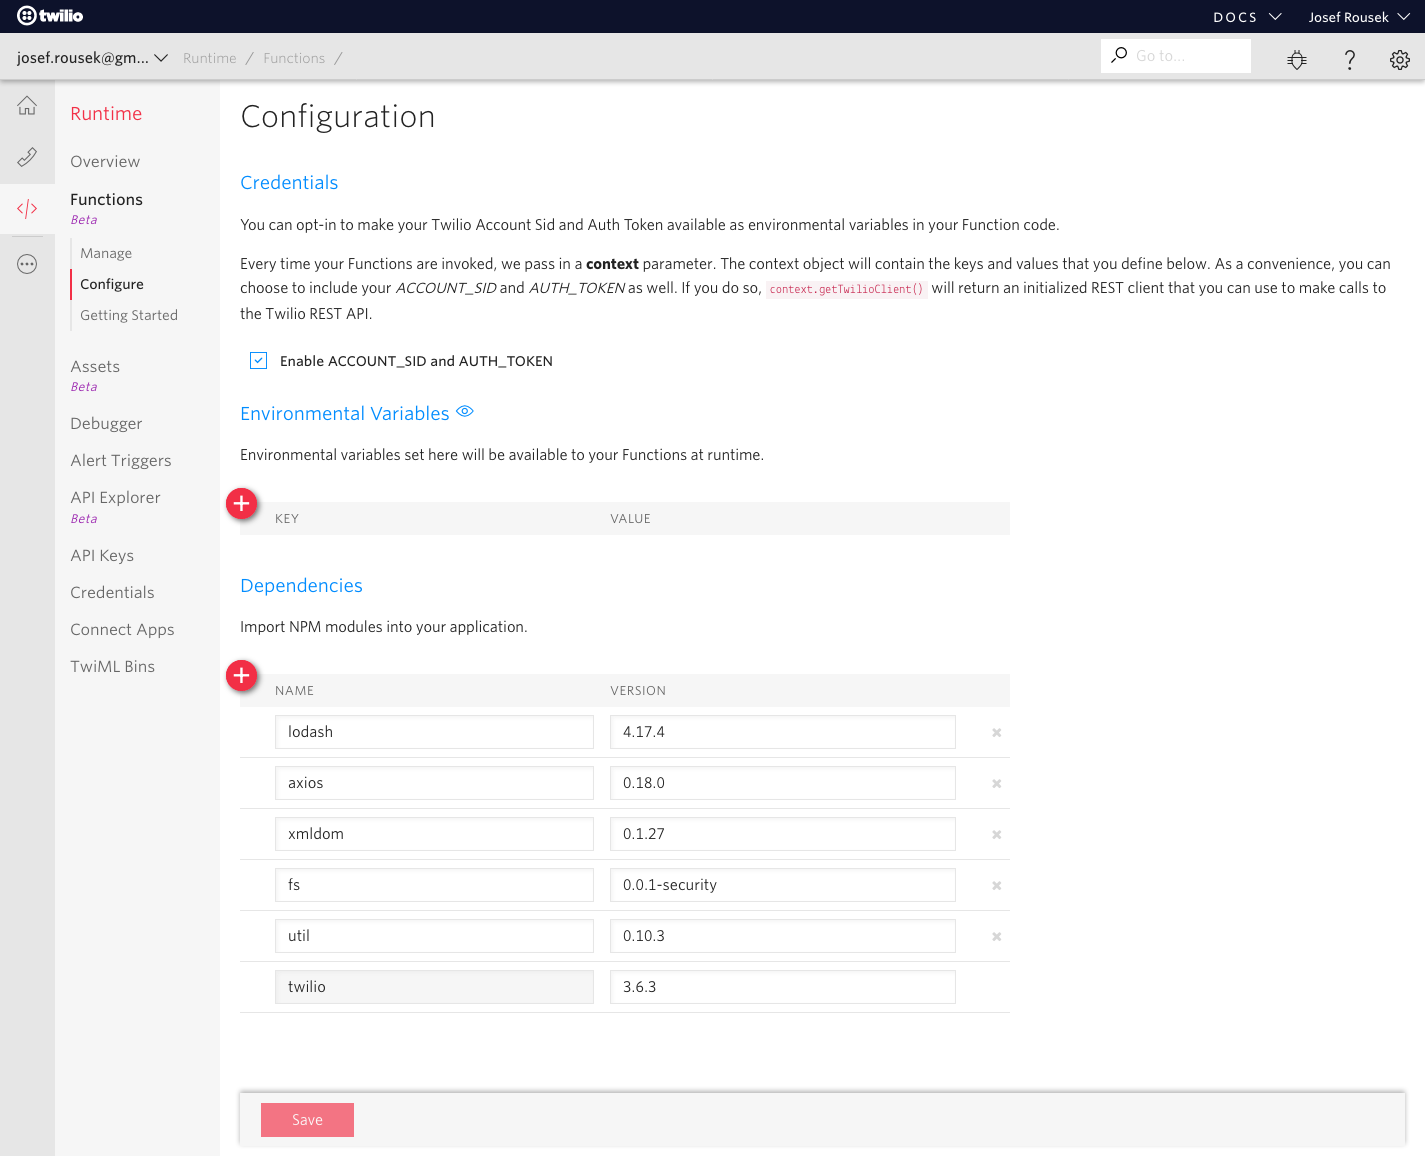 twilio
DOCS
Josef Rousek
josef.rousek@gm...
Runtime / Functions /
Go to...
Runtime
Overview
Functions
Beta
Manage
Configure
Getting Started
Assets
Beta
Debugger
Alert Triggers
API Explorer
Beta
API Keys
Credentials
Connect Apps
TwiML Bins
Configuration
Credentials
You can opt-in to make your Twilio Account Sid and Auth Token available as environmental variables in your Function code.
Every time your Functions are invoked, we pass in a context parameter. The context object will contain the keys and values that you define below. As a convenience, you can
choose to include your ACCOUNT_SID and AUTH_TOKEN as well. If you do so, context.getTwilioClient() will return an initialized REST client that you can use to make calls to
the Twilio REST API.
Enable ACCOUNT_SID and AUTH_TOKEN
Environmental Variables
Environmental variables set here will be available to your Functions at runtime.
KEY VALUE
Dependencies
Import NPM modules into your application.
NAME VERSION
lodash 4.17.4
axios 0.18.0
xmldom 0.1.27
fs 0.0.1-security
util 0.10.3
twilio 3.6.3
Save